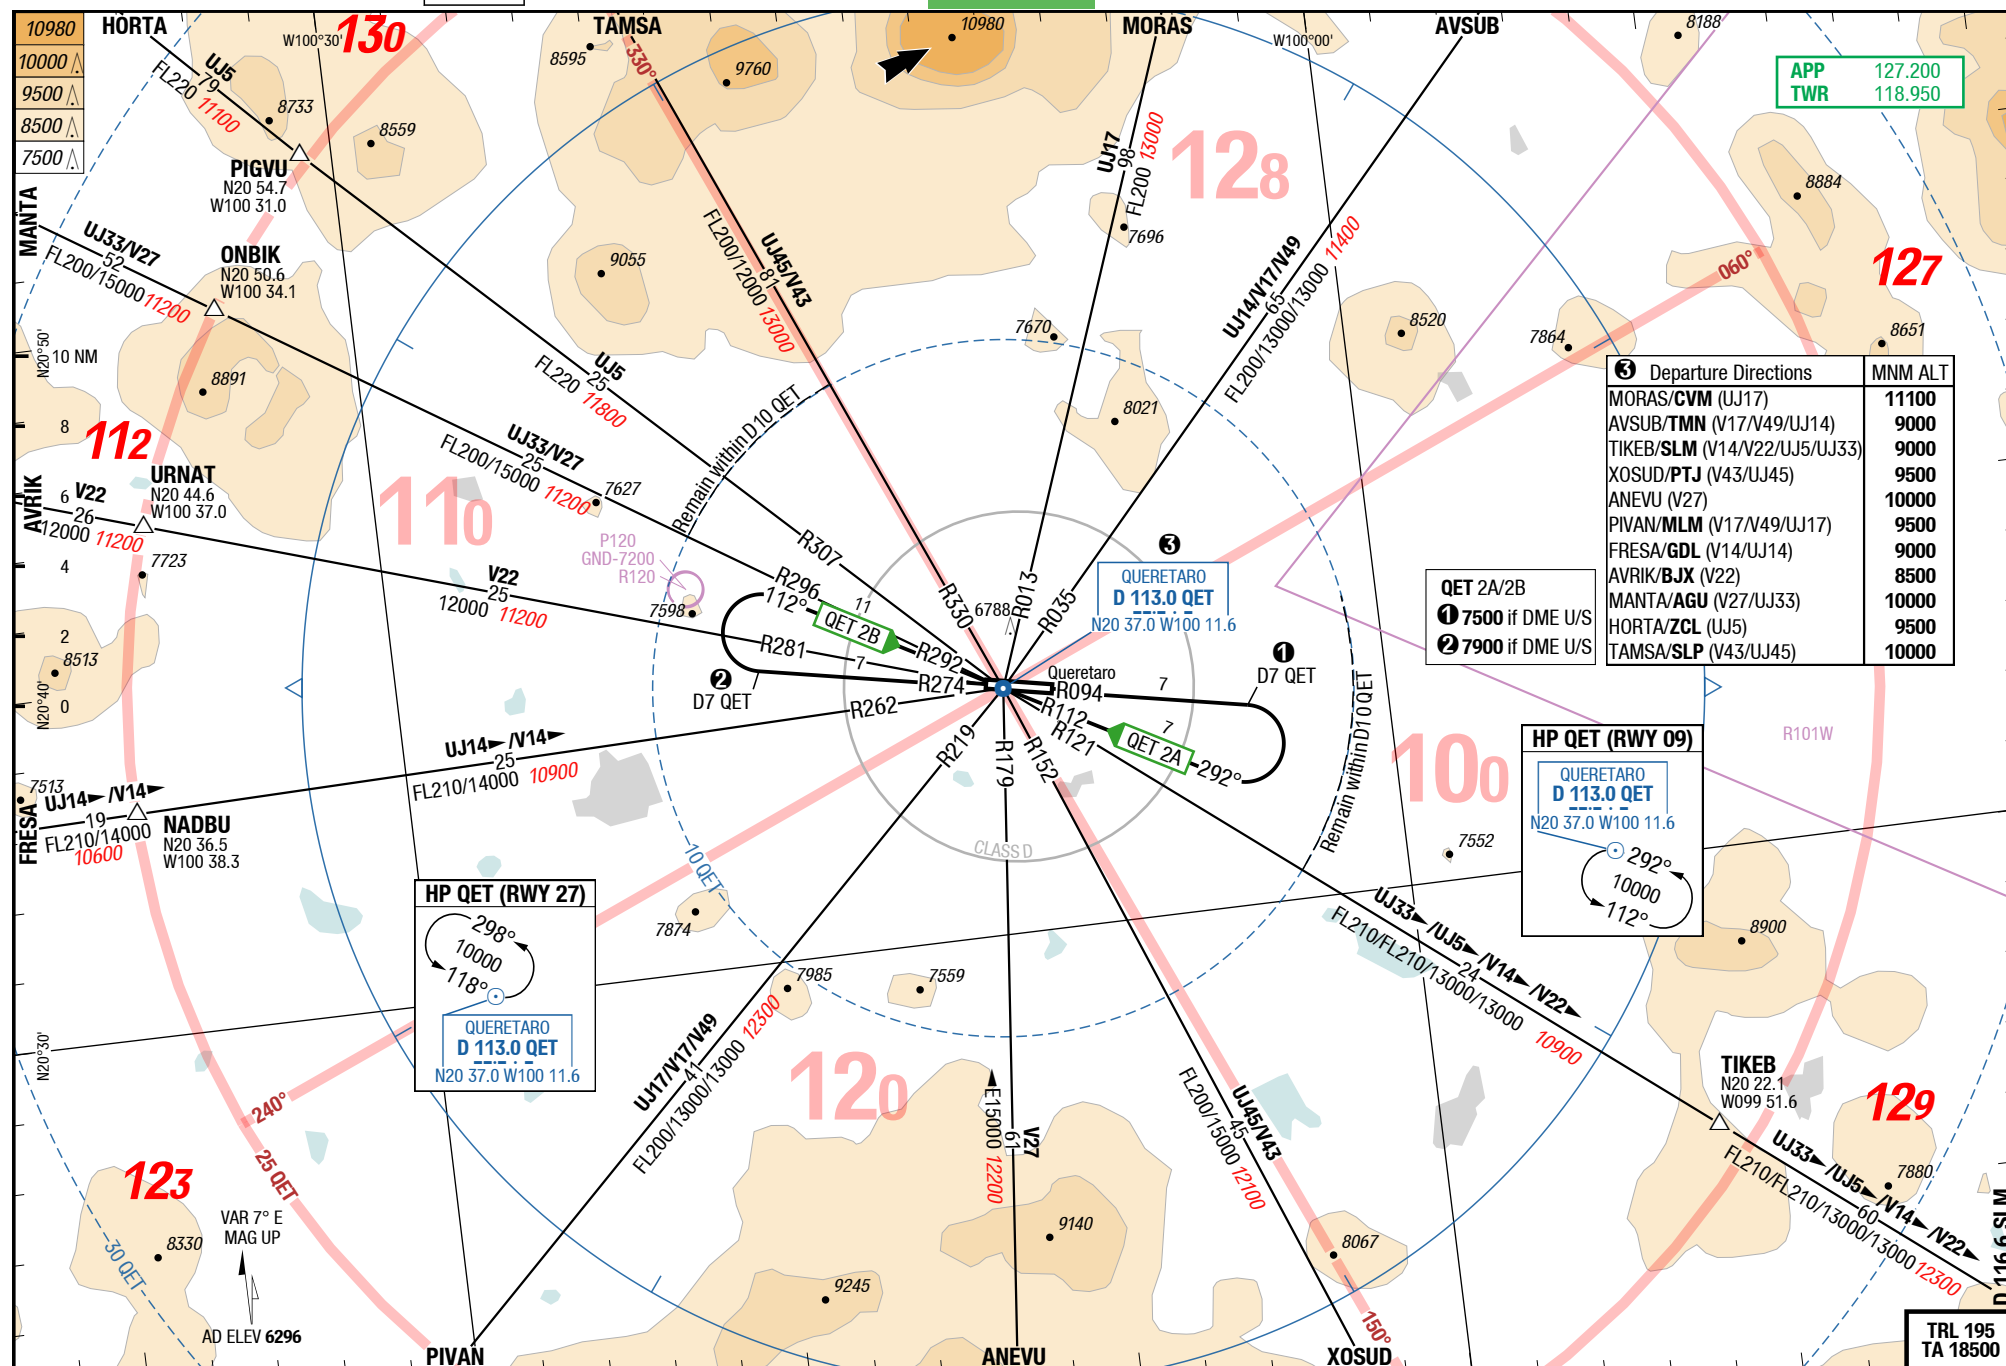 10980
10000
9500
8500
7500
HORTA
W100°30'
130
TAMSA
8595
330°
9760
10980
MORAS
W100°00'
AVSUB
8188
APP 127.200
TWR 118.950
UJ5
79
FL220 11100
8733
8559
PIGVU
N20 54.7
W100 31.0
MANTA
UJ33/V27
52
FL200/15000 11200
ONBIK
N20 50.6
W100 34.1
9055
UJ45/V43
81
FL200/12000 13000
UJ17
98
FL200 13000
128
7696
UJ14/V17/V49
65
FL200/13000/13000 11400
8884
060°
127
N20°50'
10 NM
8
6
4
2
0
8891
UJ5
25
FL220 11800
7670
8520
7864
8651
3 Departure Directions MNM ALT
MORAS/CVM (UJ17) 11100
AVSUB/TMN (V17/V49/UJ14) 9000
TIKEB/SLM (V14/V22/UJ5/UJ33) 9000
XOSUD/PTJ (V43/UJ45) 9500
ANEVU (V27) 10000
PIVAN/MLM (V17/V49/UJ17) 9500
FRESA/GDL (V14/UJ14) 9000
AVRIK/BJX (V22) 8500
MANTA/AGU (V27/UJ33) 10000
HORTA/ZCL (UJ5) 9500
TAMSA/SLP (V43/UJ45) 10000
112
UJ33/V27
25
FL200/15000 11200
7627
Remain within D10 QET
8021
AVRIK
V22
26
12000 11200
URNAT
N20 44.6
W100 37.0
110
7723
P120
GND-7200
R120
7598
V22
25
12000 11200
R307
R296
112°
11
QET 2B
R292
R281
7
R274
R262
2
D7 QET
R330
6788
R013
R035
3
QUERETARO
D 113.0 QET
N20 37.0 W100 11.6
QET 2A/2B
1 7500 if DME U/S
2 7900 if DME U/S
Queretaro
R094
7
1
D7 QET
R112
R121
7
QET 2A
292°
R152
R179
R219
CLASS D
Remain within D10 QET
8513
N20°40'
7513
FRESA
UJ14 /V14
19
FL210/14000
10600
NADBU
N20 36.5
W100 38.3
UJ14 /V14
25
FL210/14000 10900
100
R101W
HP QET (RWY 09)
QUERETARO
D 113.0 QET
N20 37.0 W100 11.6
292°
10000
112°
7552
HP QET (RWY 27)
298°
10000
118°
QUERETARO
D 113.0 QET
N20 37.0 W100 11.6
10 QET
7874
7985
7559
8900
UJ33 /UJ5 /V14 /V22
24
FL210/FL210/13000/13000 10900
N20°30'
UJ17/V17/V49
41
FL200/13000/13000 12300
120
E15000 12200
61
V27
UJ45/V43
45
FL200/15000 12100
TIKEB
N20 22.1
W099 51.6
129
7880
UJ33 /UJ5 /V14 /V22
60
FL210/FL210/13000/13000 12300
D 116.6 SLM
240°
25 QET
123
VAR 7° E
MAG UP
8330
30 QET
AD ELEV 6296
9140
9245
8067
150°
PIVAN
ANEVU
XOSUD
TRL 195
TA 18500